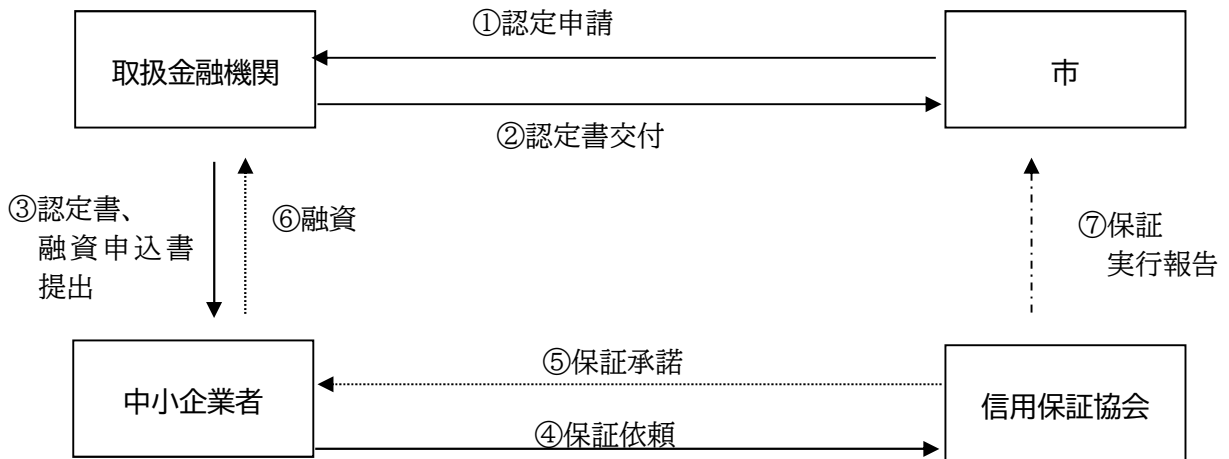 ①認定申請
取扱金融機関
市
②認定書交付
③認定書、
融資申込書
提出
⑥融資
⑦保証
実行報告
⑤保証承諾
中小企業者
信用保証協会
④保証依頼